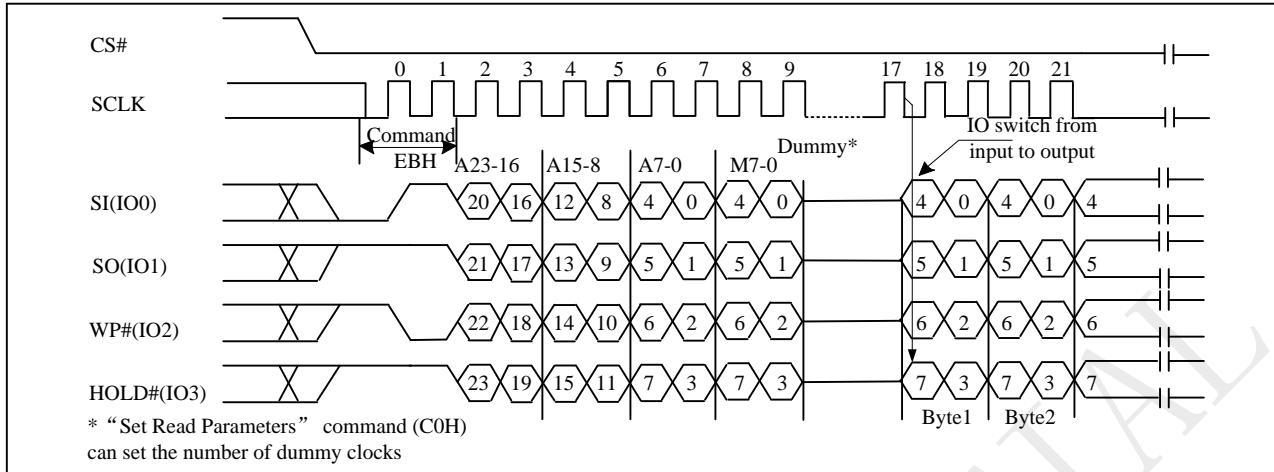 CS#
0 1 2 3 4 5 6 7 8 9 17 18 19 20 21
SCLK
Command
EBH
IO switch from
input to output
Dummy*
A23-16 A15-8 A7-0 M7-0
SI(IO0) 20 16 12 8 4 0 4 0 4 0 4 0 4
SO(IO1) 21 17 13 9 5 1 5 1 5 1 5 1 5
WP#(IO2) 22 18 14 10 6 2 6 2 6 2 6 2 6
HOLD#(IO3) 23 19 15 11 7 3 7 3 7 3 7 3 7
Byte1 Byte2
* “Set Read Parameters” command (C0H)
can set the number of dummy clocks